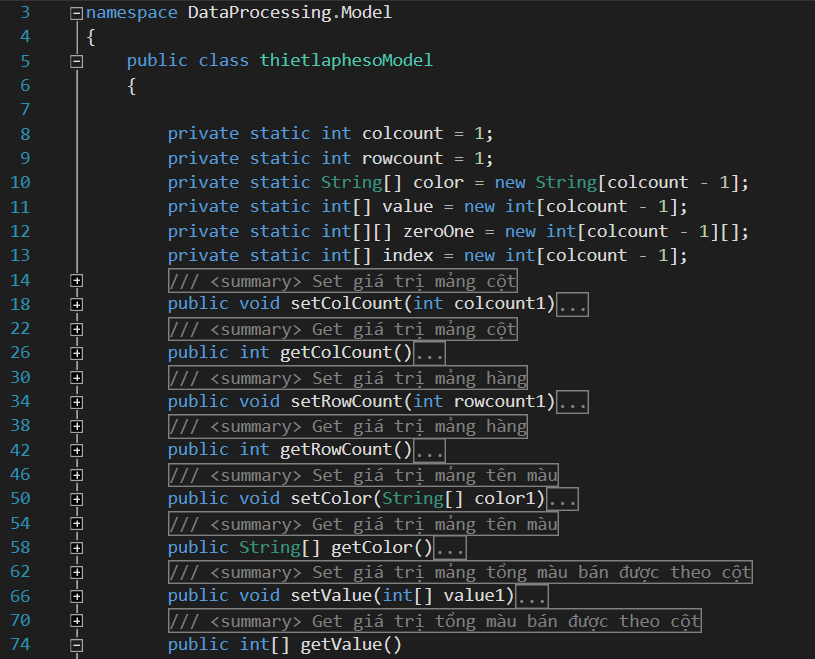 3 namespace DataProcessing.Model
4 {
5 public class thietlaphesoModel
6 {
7
8 private static int colcount = 1;
9 private static int rowcount = 1;
10 private static String[] color = new String[colcount - 1];
11 private static int[] value = new int[colcount - 1];
12 private static int[][] zeroOne = new int[colcount - 1][];
13 private static int[] index = new int[colcount - 1];
14 /// <summary> Set giá trị mảng cột
18 public void setColCount(int colcount1)...
22 /// <summary> Get giá trị mảng cột
26 public int getColCount()...
30 /// <summary> Set giá trị mảng hàng
34 public void setRowCount(int rowcount1)...
38 /// <summary> Get giá trị mảng hàng
42 public int getRowCount()...
46 /// <summary> Set giá trị mảng tên màu
50 public void setColor(String[] color1)...
54 /// <summary> Get giá trị mảng tên màu
58 public String[] getColor()...
62 /// <summary> Set giá trị mảng tổng màu bán được theo cột
66 public void setValue(int[] value1)...
70 /// <summary> Get giá trị tổng màu bán được theo cột
74 public int[] getValue()